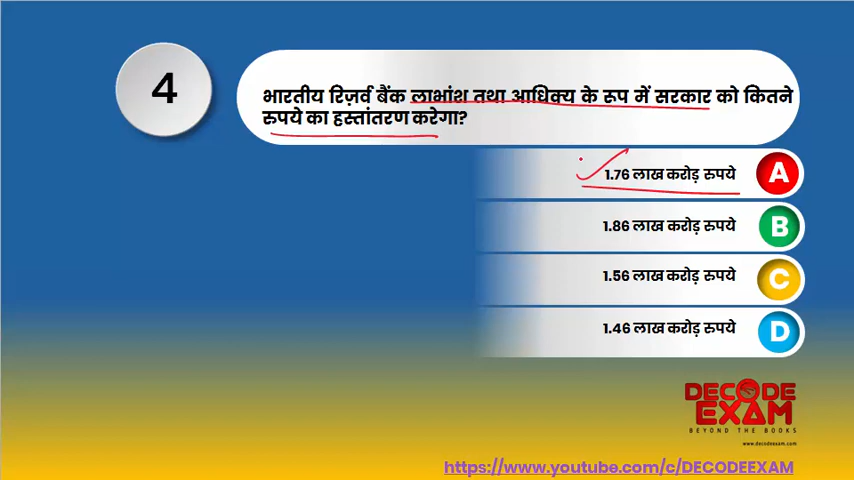 4
भारतीय रिज़र्व बैंक लाभांश तथा आधिक्य के रूप में सरकार को कितने
रुपये का हस्तांतरण करेगा?
1.76 लाख करोड़ रुपये A
1.86 लाख करोड़ रुपये B
1.56 लाख करोड़ रुपये C
1.46 लाख करोड़ रुपये D
DECODE
EXAM
BEYOND THE BOOKS
www.decodeexam.com
https://www.youtube.com/c/DECODEEXAM